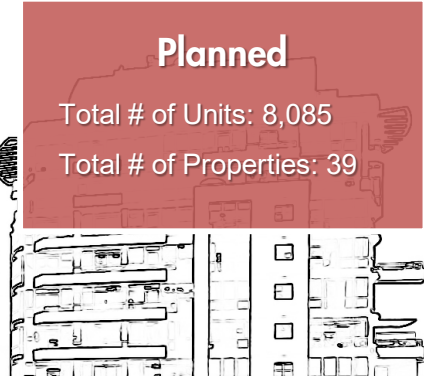 Planned
Total # of Units: 8,085
Total # of Properties: 39